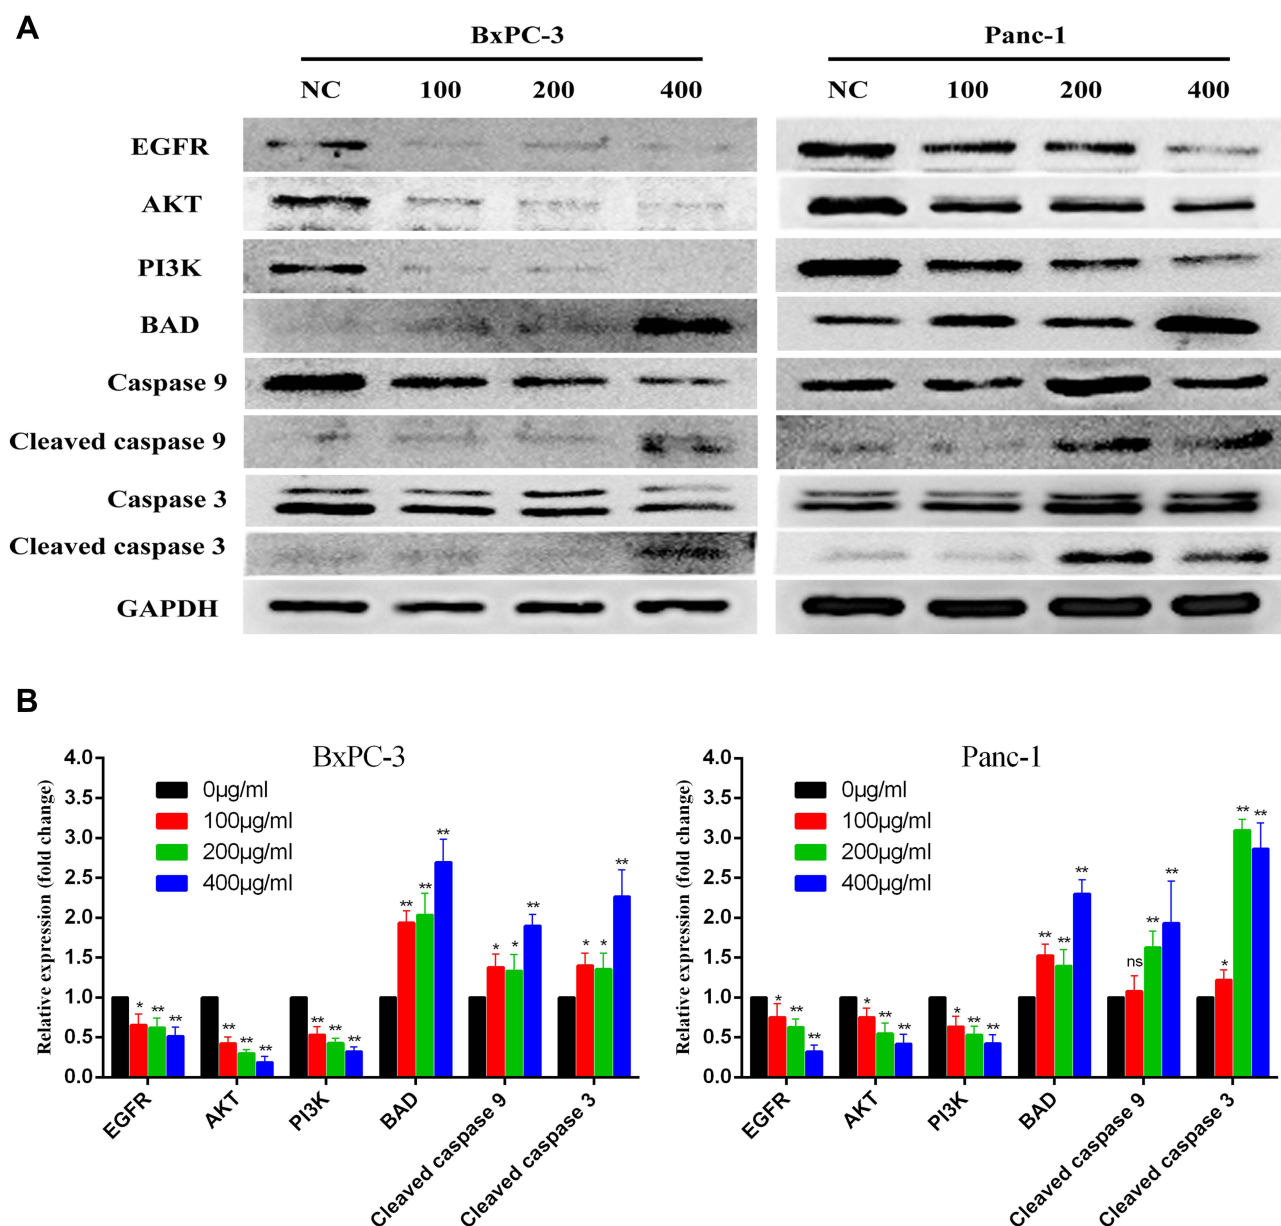 A
BxPC-3 Panc-1
NC 100 200 400 NC 100 200 400
EGFR
AKT
PI3K
BAD
Caspase 9
Cleaved caspase 9
Caspase 3
Cleaved caspase 3
GAPDH
B
BxPC-3
Relative expression (fold change)
4.0
3.5
3.0
2.5
2.0
1.5
1.0
0.5
0.0
0µg/ml
100µg/ml
200µg/ml
400µg/ml
* ** **
** ** **
** ** **
** ** **
* * **
* * **
EGFR
AKT
PI3K
BAD
Cleaved caspase 9
Cleaved caspase 3
Panc-1
Relative expression (fold change)
4.0
3.5
3.0
2.5
2.0
1.5
1.0
0.5
0.0
0µg/ml
100µg/ml
200µg/ml
400µg/ml
* ** **
* ** **
* ** **
** ** **
ns ** **
* ** **
EGFR
AKT
PI3K
BAD
Cleaved caspase 9
Cleaved caspase 3